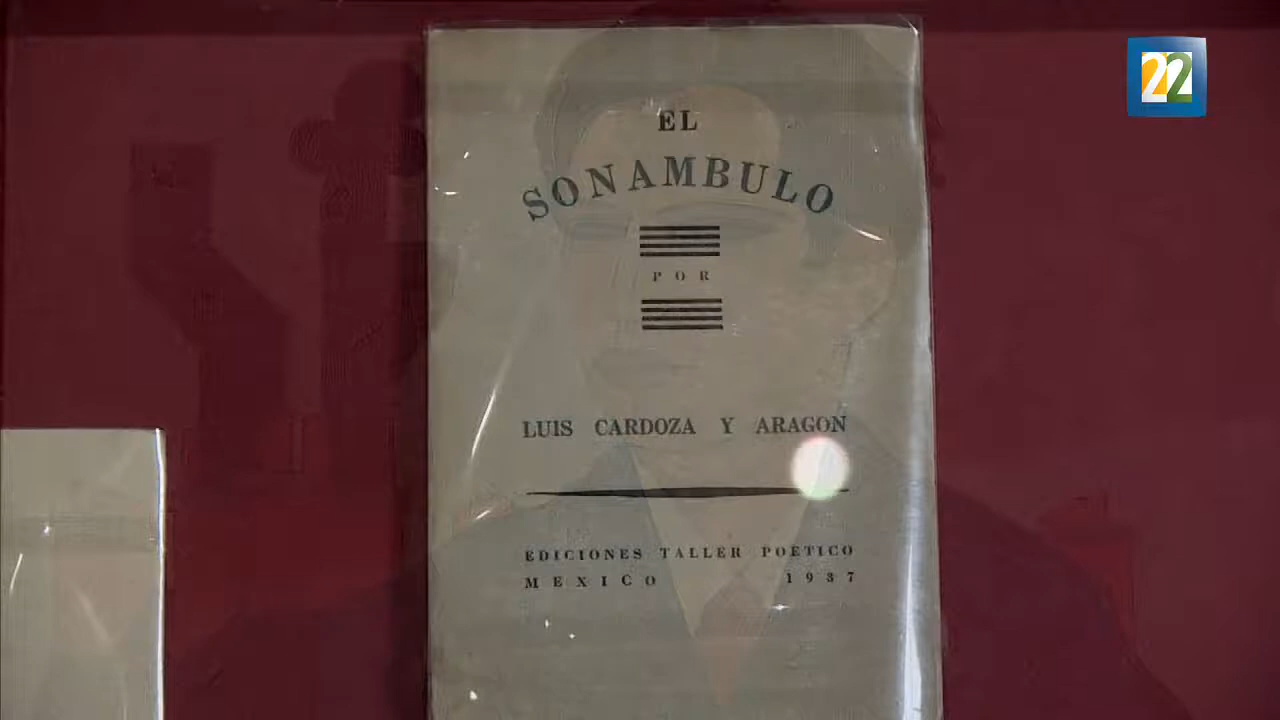 EL
SONAMBULO
POR
LUIS CARDOZA Y ARAGON
EDICIONES TALLER POETICO
MEXICO 1937
22